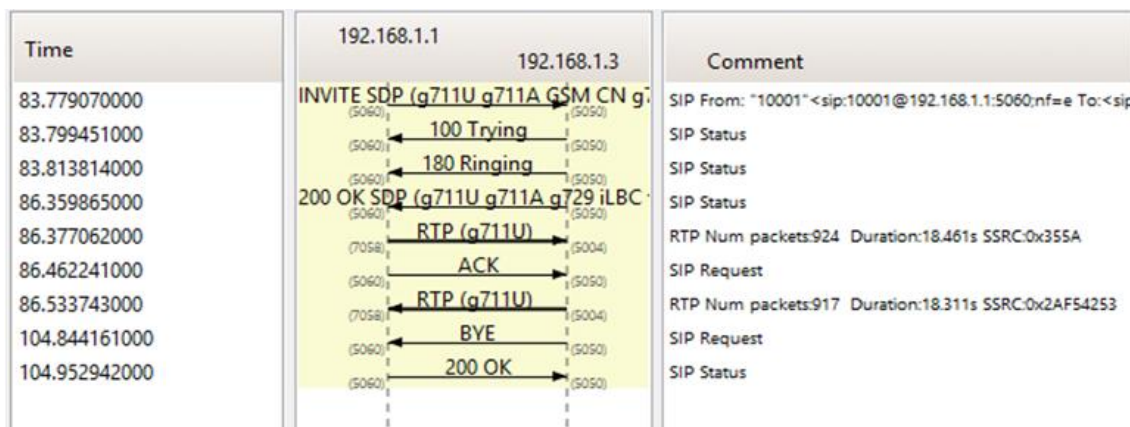 Time
192.168.1.1
192.168.1.3
Comment
83.779070000 INVITE SDP (g711U g711A GSM CN g7 SIP From: "10001"<sip:10001@192.168.1.1:5060;nf=e To:<sip
(5060) (5050)
83.799451000 100 Trying SIP Status
(5060) (5050)
83.813814000 180 Ringing SIP Status
(5060) (5050)
86.359865000 200 OK SDP (g711U g711A g729 iLBC SIP Status
(5060) (5050)
86.377062000 RTP (g711U) RTP Num packets:924 Duration:18.461s SSRC:0x355A
(7058) (5004)
86.462241000 ACK SIP Request
(5060) (5050)
86.533743000 RTP (g711U) RTP Num packets:917 Duration:18.311s SSRC:0x2AF54253
(7058) (5004)
104.844161000 BYE SIP Request
(5060) (5050)
104.952942000 200 OK SIP Status
(5060) (5050)